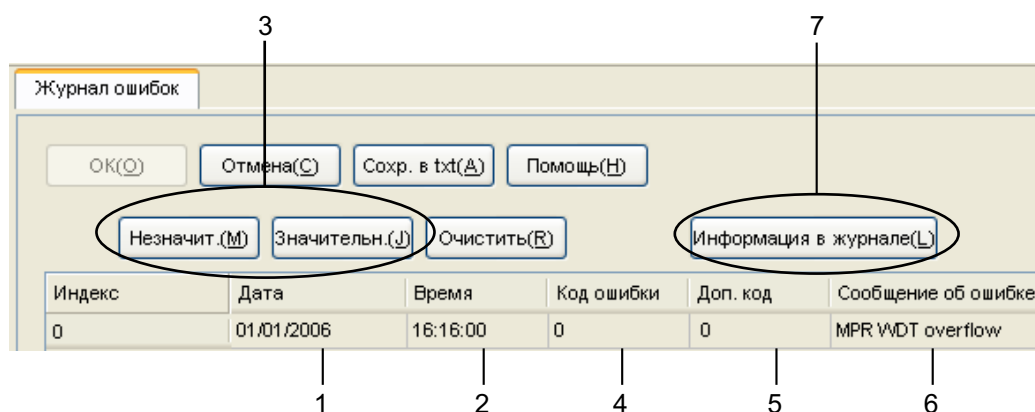 3 7
Журнал ошибок
ОК(O) Отмена(C) Сохр. в txt(A) Помощь(H)
Незначит.(M) Значительн.(J) Очистить(R) Информация в журнале(L)
Индекс Дата Время Код ошибки Доп. код Сообщение об ошибке
0 01/01/2006 16:16:00 0 0 MPR WDT overflow
1 2 4 5 6